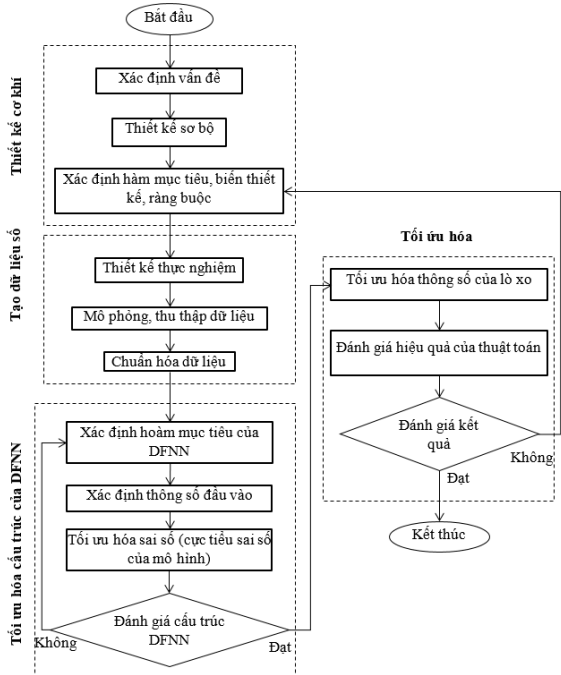 Bắt đầu
Thiết kế cơ khí
Xác định vấn đề
Thiết kế sơ bộ
Xác định hàm mục tiêu, biến thiết
kế, ràng buộc
Tạo dữ liệu số
Thiết kế thực nghiệm
Mô phỏng, thu thập dữ liệu
Chuẩn hóa dữ liệu
Tối ưu hóa cấu trúc của DFNN
Xác định hoàm mục tiêu của
DFNN
Xác định thông số đầu vào
Tối ưu hóa sai số (cực tiểu sai số
của mô hình)
Đánh giá cấu trúc
DFNN
Không
Đạt
Tối ứu hóa
Tối ưu hóa thông số của lò xo
Đánh giá hiệu quả của thuật toán
Đánh giá kết
quả
Không
Đạt
Kết thúc